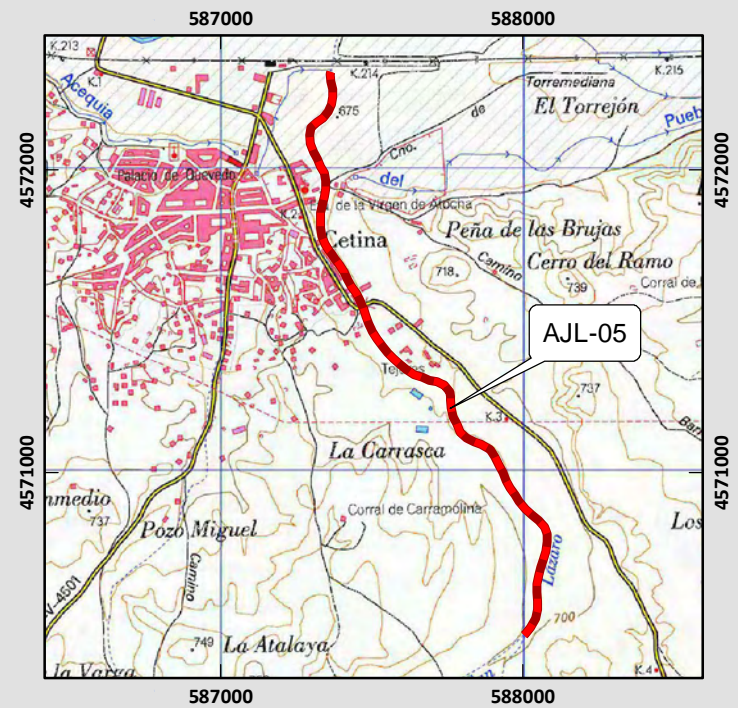 587000
588000
K.213
K.1
K.214
K.215
Acequia
675
de
Torremediana
El Torrejón
Cno.
Pueb
4572000
4572000
Palacio de Quevedo
del
K.2
de la Virgen de Atocha
Cetina
Peña de las Brujas
718
Camino
Cerro del Ramo
739
Corral de
AJL-05
Tejares
737
K.3
Barr
La Carrasca
4571000
4571000
nmedio
737
Corral de Carramolina
Pozo Miguel
Los
Camino
Lázaro
V-4501
700
749
La Atalaya
la Varga
K.4
587000
588000